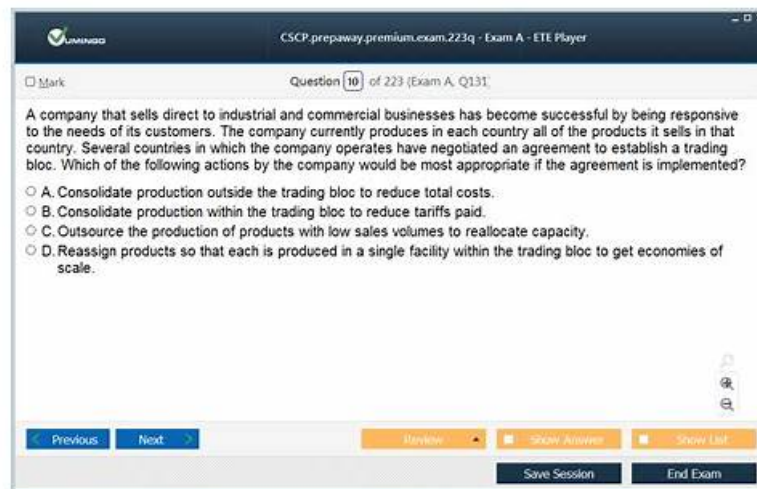 VUMINGO
CSCP.prepaway.premium.exam.223q - Exam A - ETE Player
Mark
Question 10 of 223 (Exam A, Q131)
A company that sells direct to industrial and commercial businesses has become successful by being responsive
to the needs of its customers. The company currently produces in each country all of the products it sells in that
country. Several countries in which the company operates have negotiated an agreement to establish a trading
bloc. Which of the following actions by the company would be most appropriate if the agreement is implemented?
A. Consolidate production outside the trading bloc to reduce total costs.
B. Consolidate production within the trading bloc to reduce tariffs paid.
C. Outsource the production of products with low sales volumes to reallocate capacity.
D. Reassign products so that each is produced in a single facility within the trading bloc to get economies of
scale.
Previous Next Review Show Answer Show List
Save Session End Exam